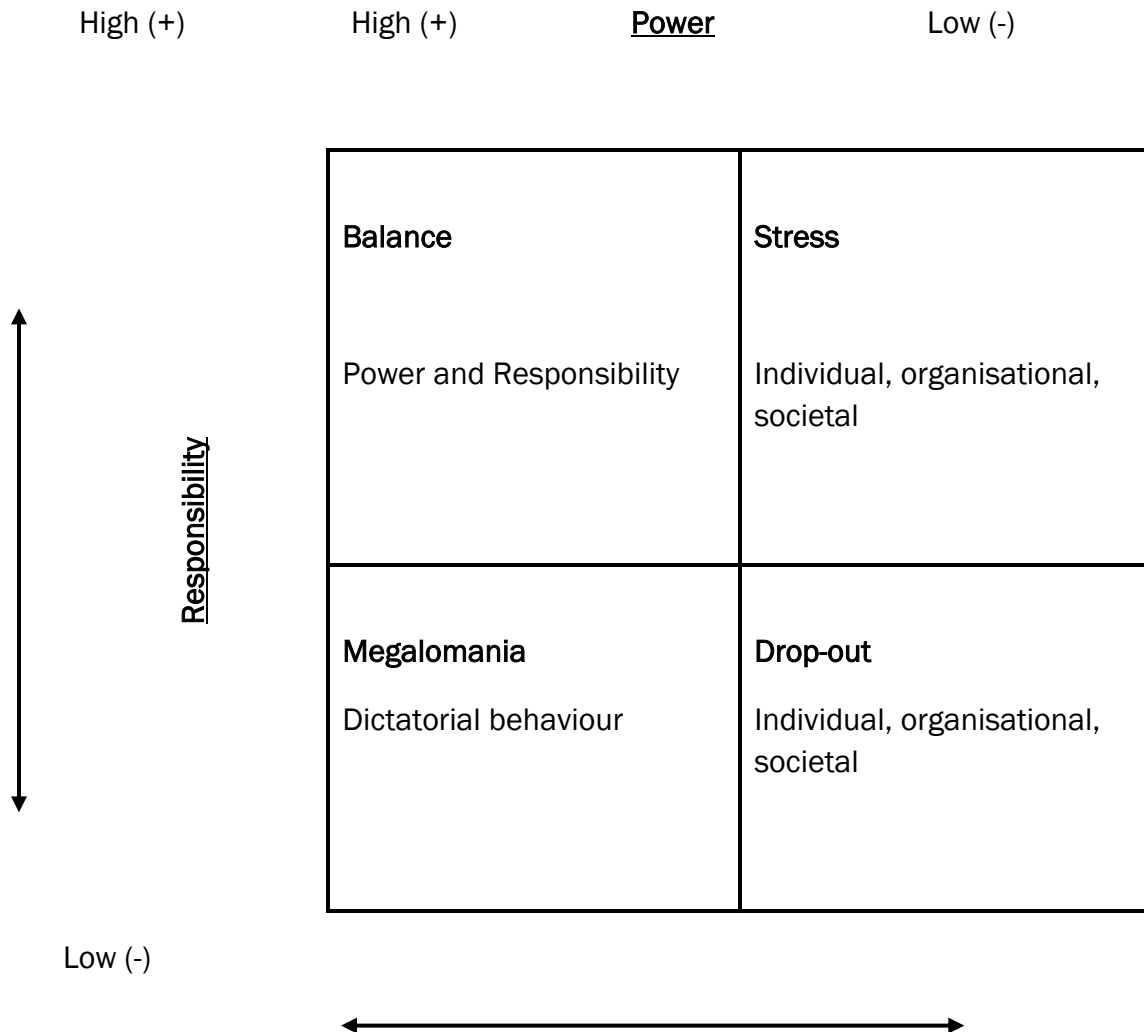 High (+) High (+) Power Low (-)
Balance
Stress
Power and Responsibility
Individual, organisational,
societal
Responsibility
Megalomania
Drop-out
Dictatorial behaviour
Individual, organisational,
societal
Low (-)